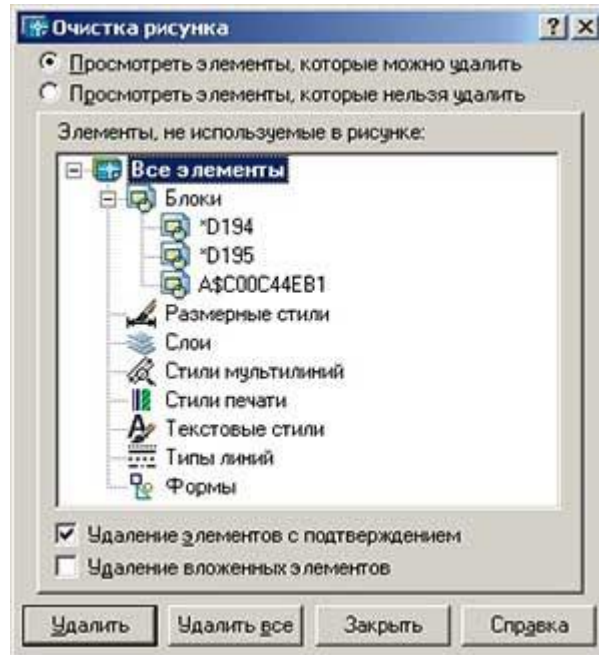 Очистка рисунка
Просмотреть элементы, которые можно удалить
Просмотреть элементы, которые нельзя удалить
Элементы, не используемые в рисунке:
Все элементы
Блоки
*D194
*D195
A$C00C44EB1
Размерные стили
Слои
Стили мультилиний
Стили печати
Текстовые стили
Типы линий
Формы
Удаление элементов с подтверждением
Удаление вложенных элементов
Удалить Удалить все Закрыть Справка